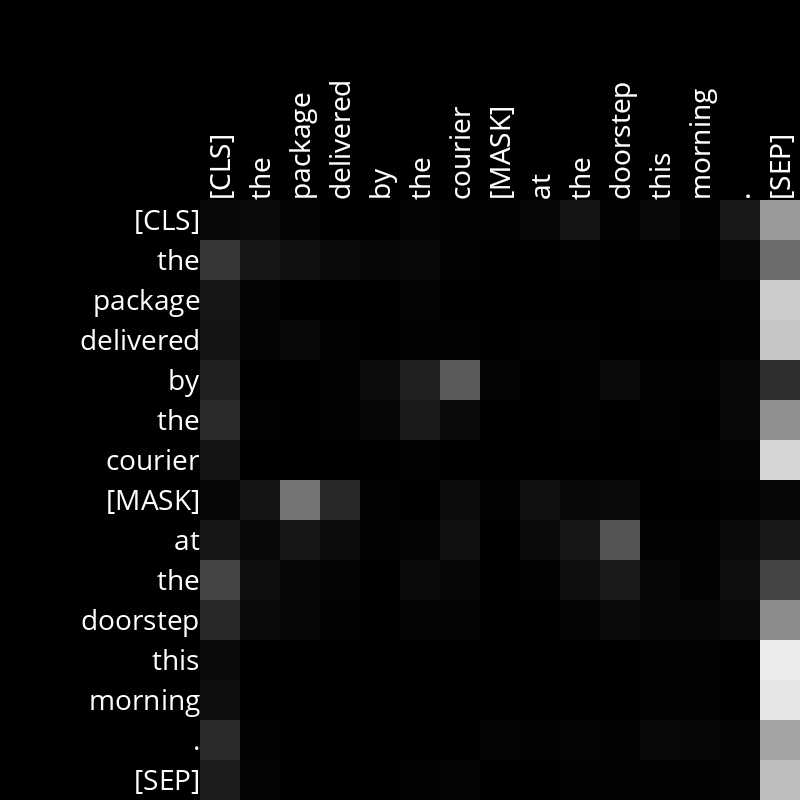 [CLS] the package delivered by the courier [MASK] at the doorstep this morning . [SEP]
[CLS]
the
package
delivered
by
the
courier
[MASK]
at
the
doorstep
this
morning
.
[SEP]